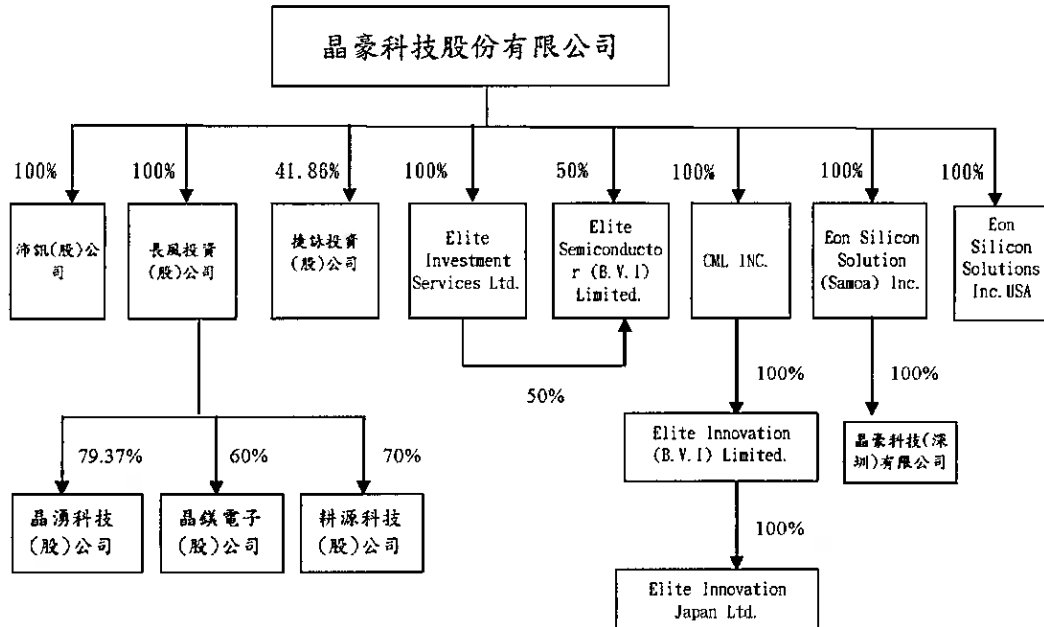 晶豪科技股份有限公司
100%
100%
41.86%
100%
50%
100%
100%
100%
沛訊(股)公
司
長風投資
(股)公司
捷詠投資
(股)公司
Elite
Investment
Services Ltd.
Elite
Semiconducto
r (B.V.I)
Limited.
CML INC.
Eon Silicon
Solution
(Samoa) Inc.
Eon
Silicon
Solutions
Inc.USA
50%
100%
100%
79.37%
60%
70%
Elite Innovation
(B.V.I) Limited.
晶豪科技(深
圳)有限公司
晶湧科技
(股)公司
晶鎂電子
(股)公司
耕源科技
(股)公司
100%
Elite Innovation
Japan Ltd.